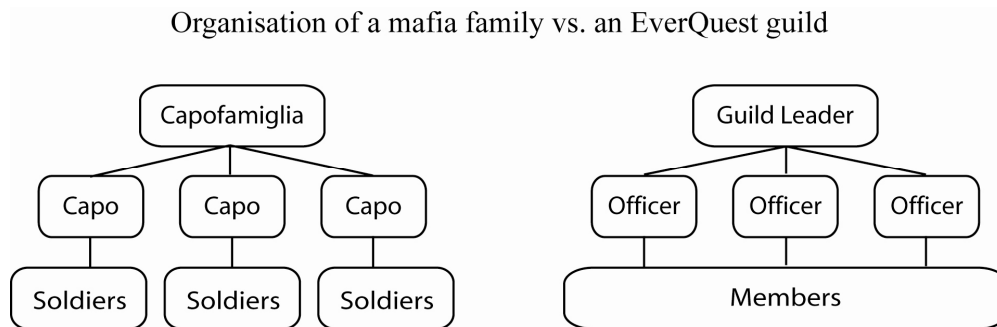 Organisation of a mafia family vs. an EverQuest guild
Capofamiglia
Capo
Capo
Capo
Soldiers
Soldiers
Soldiers
Guild Leader
Officer
Officer
Officer
Members